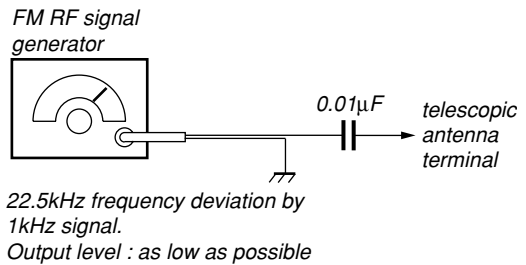 FM RF signal
generator
0.01μF
telescopic
antenna
terminal
22.5kHz frequency deviation by
1kHz signal.
Output level : as low as possible